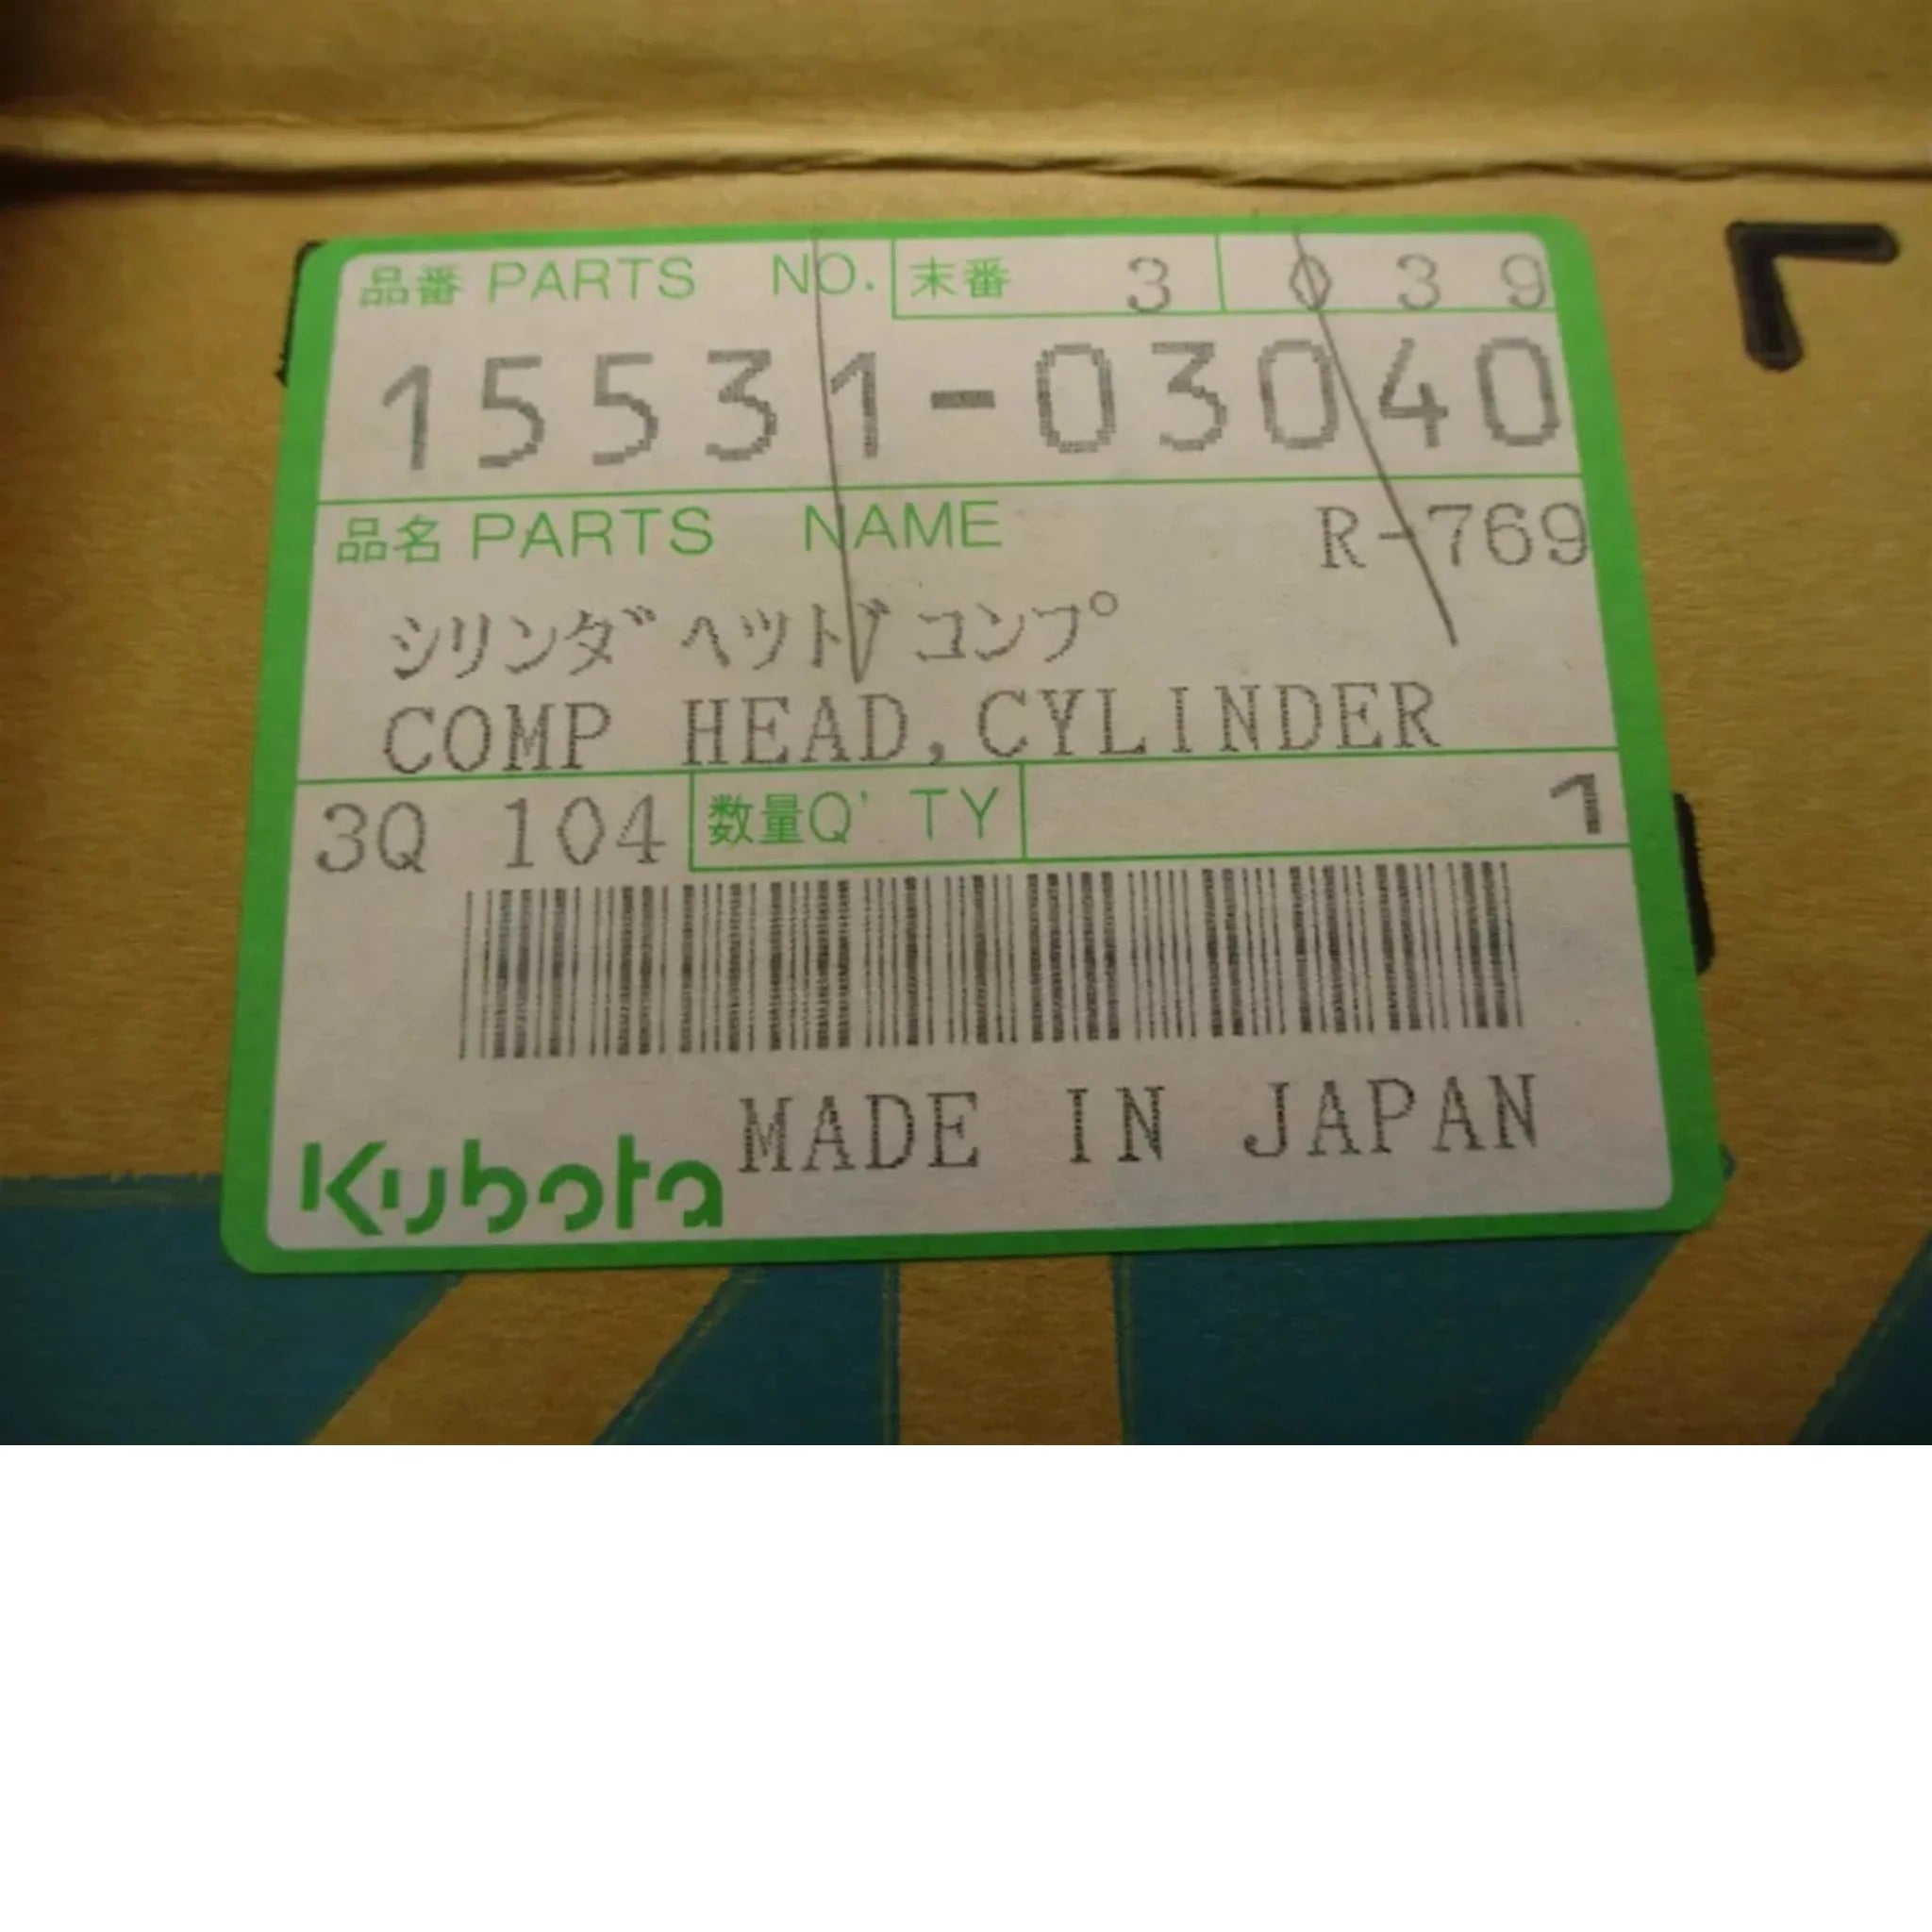 品番 PARTS NO. 末番 3 0 3 9
15531-03040
品名 PARTS NAME R-769
シリンダ゛ヘツト゛ コンプ゜
COMP HEAD,CYLINDER
3Q 104 数量Q'TY 1
Kubota MADE IN JAPAN